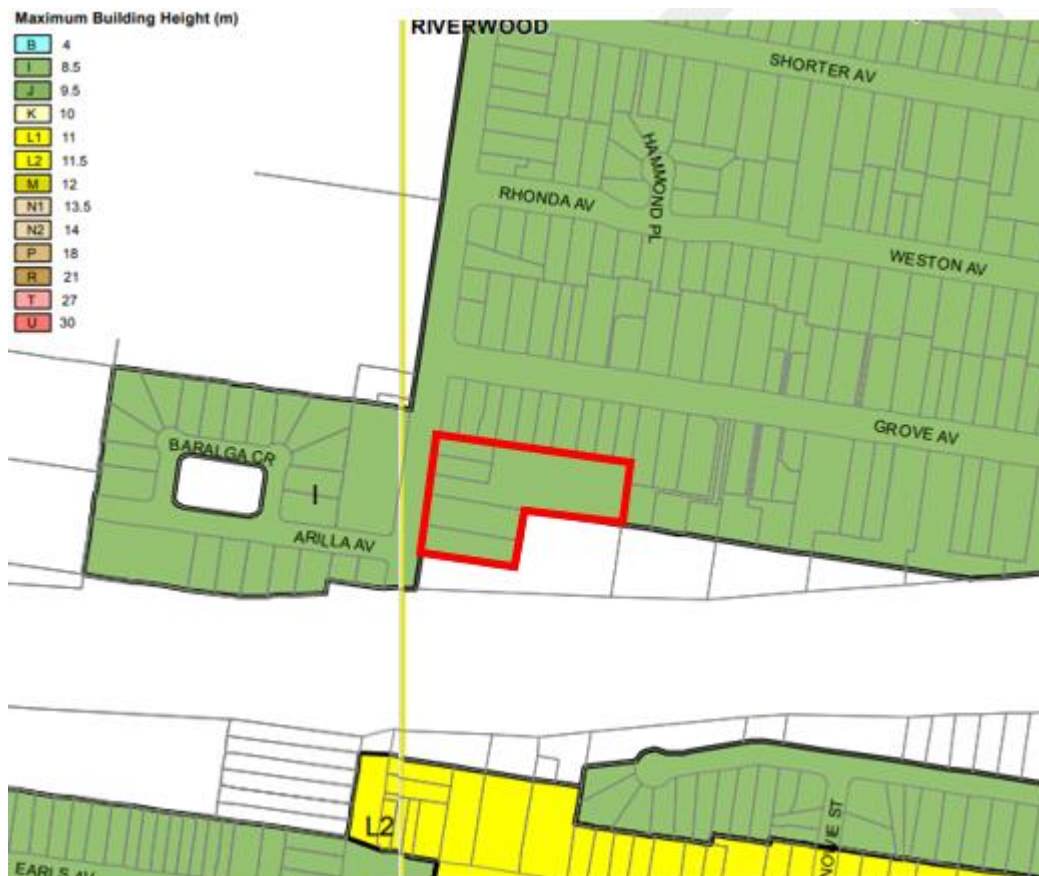 Maximum Building Height (m)
B 4
I 8.5
J 9.5
K 10
L1 11
L2 11.5
M 12
N1 13.5
N2 14
P 18
R 21
T 27
U 30
RIVERWOOD
SHORTER AV
HAMMOND PL
RHONDA AV
WESTON AV
GROVE AV
BARALGA CR
I
ARILLA AV
L2
EARLS AV